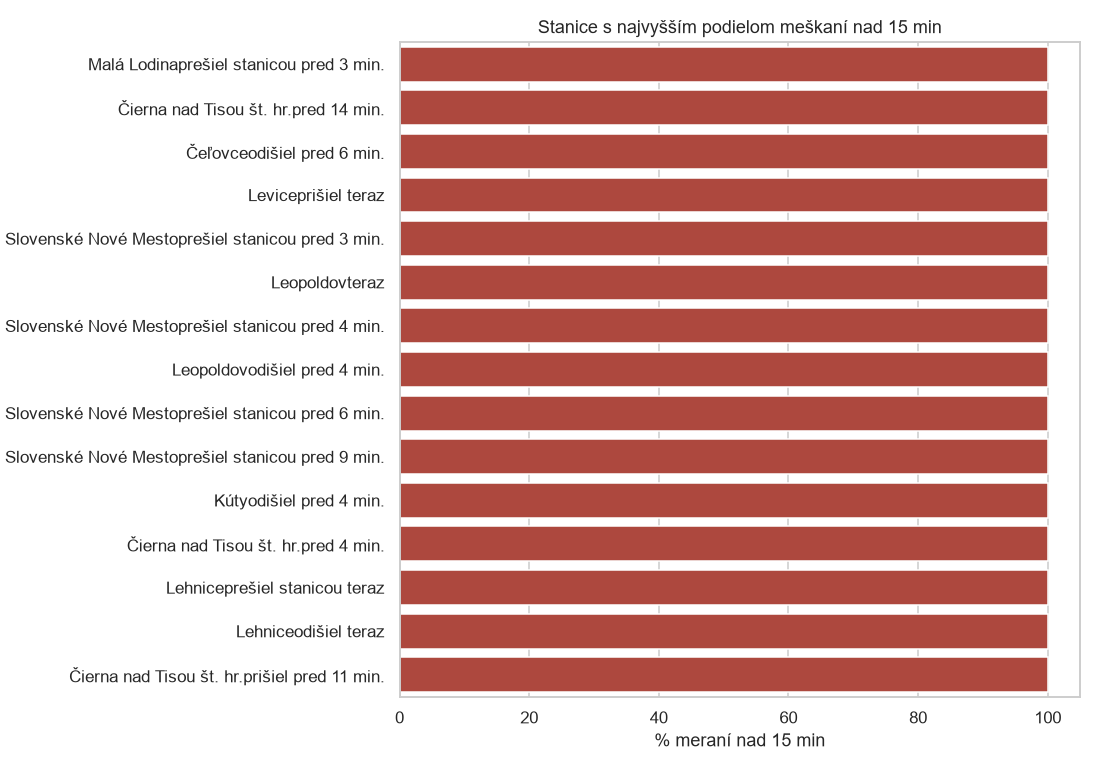 Stanice s najvyšším podielom meškaní nad 15 min
Malá Lodinaprešiel stanicou pred 3 min.
Čierna nad Tisou št. hr.pred 14 min.
Čeľovceodišiel pred 6 min.
Leviceprišiel teraz
Slovenské Nové Mestoprešiel stanicou pred 3 min.
Leopoldovteraz
Slovenské Nové Mestoprešiel stanicou pred 4 min.
Leopoldovodišiel pred 4 min.
Slovenské Nové Mestoprešiel stanicou pred 6 min.
Slovenské Nové Mestoprešiel stanicou pred 9 min.
Kútyodišiel pred 4 min.
Čierna nad Tisou št. hr.pred 4 min.
Lehniceprešiel stanicou teraz
Lehniceodišiel teraz
Čierna nad Tisou št. hr.prišiel pred 11 min.
0 20 40 60 80 100
% meraní nad 15 min